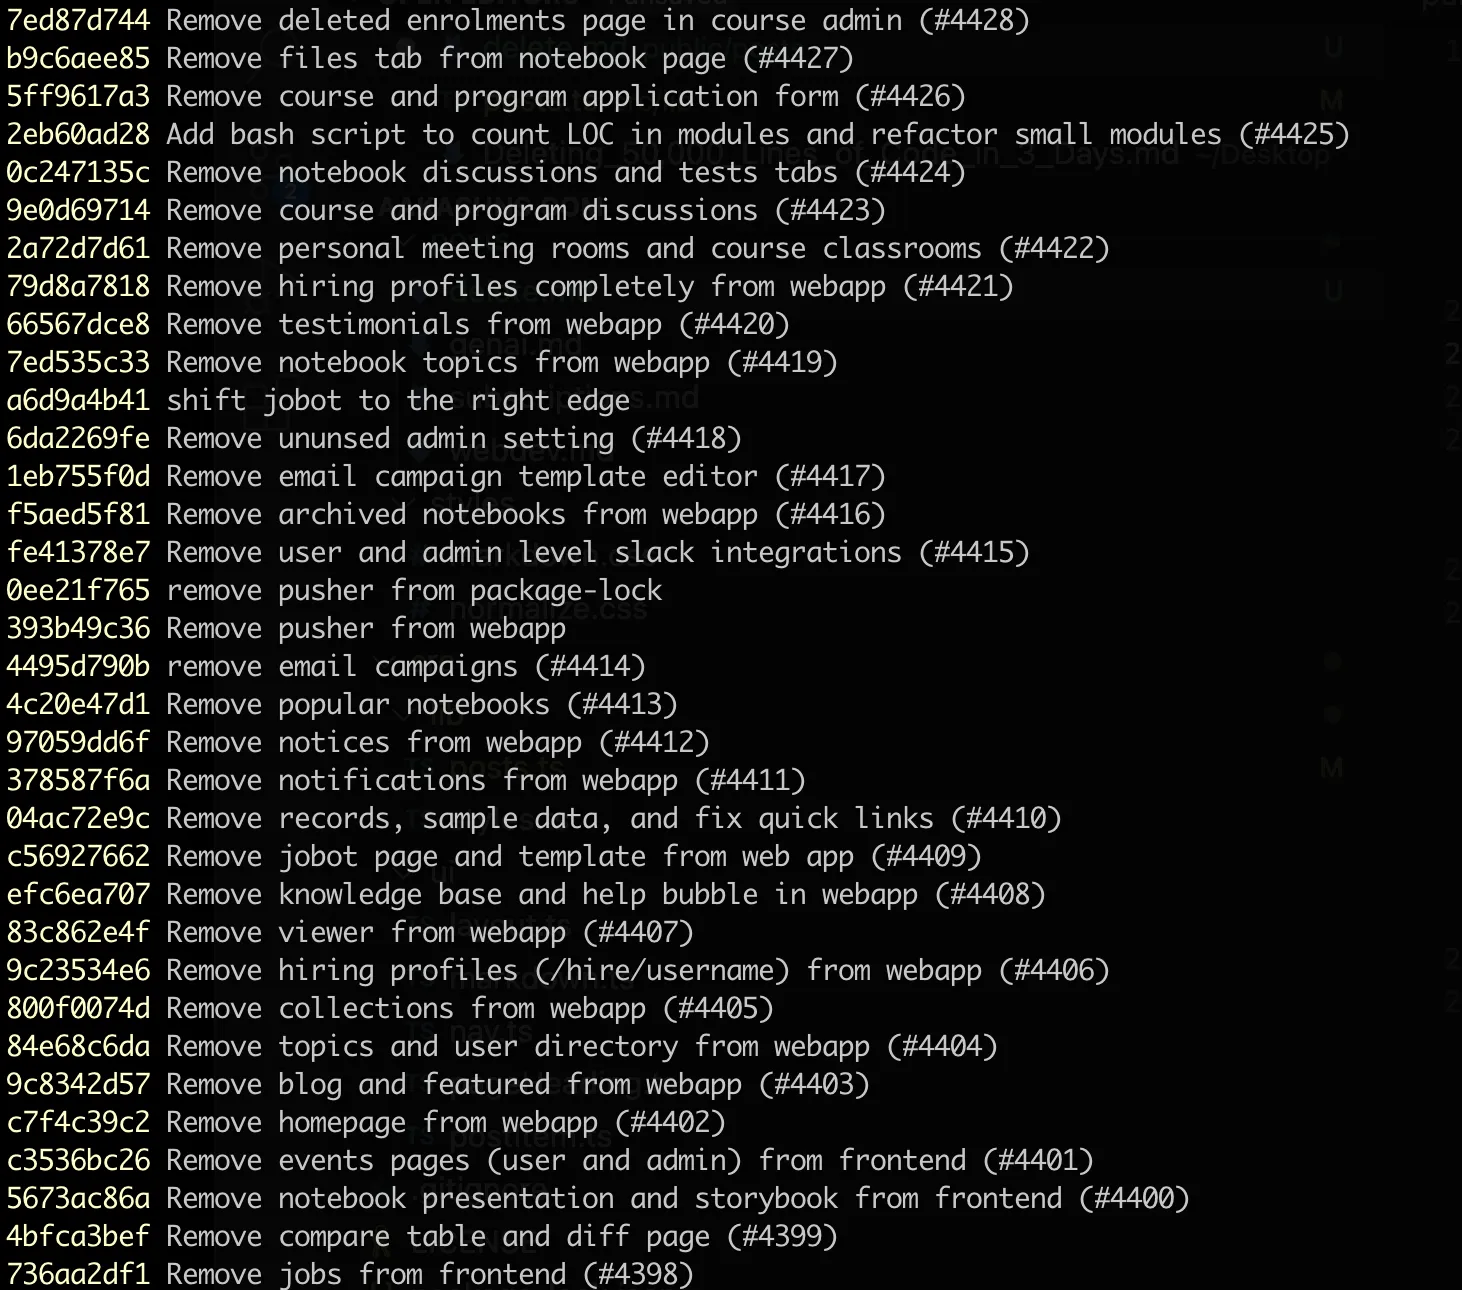 7ed87d744 Remove deleted enrolments page in course admin (#4428)
b9c6aee85 Remove files tab from notebook page (#4427)
5ff9617a3 Remove course and program application form (#4426)
2eb60ad28 Add bash script to count LOC in modules and refactor small modules (#4425)
0c247135c Remove notebook discussions and tests tabs (#4424)
9e0d69714 Remove course and program discussions (#4423)
2a72d7d61 Remove personal meeting rooms and course classrooms (#4422)
79d8a7818 Remove hiring profiles completely from webapp (#4421)
66567dce8 Remove testimonials from webapp (#4420)
7ed535c33 Remove notebook topics from webapp (#4419)
a6d9a4b41 shift jobot to the right edge
6da2269fe Remove ununsed admin setting (#4418)
1eb755f0d Remove email campaign template editor (#4417)
f5aed5f81 Remove archived notebooks from webapp (#4416)
fe41378e7 Remove user and admin level slack integrations (#4415)
0ee21f765 remove pusher from package-lock
393b49c36 Remove pusher from webapp
4495d790b remove email campaigns (#4414)
4c20e47d1 Remove popular notebooks (#4413)
97059dd6f Remove notices from webapp (#4412)
378587f6a Remove notifications from webapp (#4411)
04ac72e9c Remove records, sample data, and fix quick links (#4410)
c56927662 Remove jobot page and template from web app (#4409)
efc6ea707 Remove knowledge base and help bubble in webapp (#4408)
83c862e4f Remove viewer from webapp (#4407)
9c23534e6 Remove hiring profiles (/hire/username) from webapp (#4406)
800f0074d Remove collections from webapp (#4405)
84e68c6da Remove topics and user directory from webapp (#4404)
9c8342d57 Remove blog and featured from webapp (#4403)
c7f4c39c2 Remove homepage from webapp (#4402)
c3536bc26 Remove events pages (user and admin) from frontend (#4401)
5673ac86a Remove notebook presentation and storybook from frontend (#4400)
4bfca3bef Remove compare table and diff page (#4399)
736aa2df1 Remove jobs from frontend (#4398)